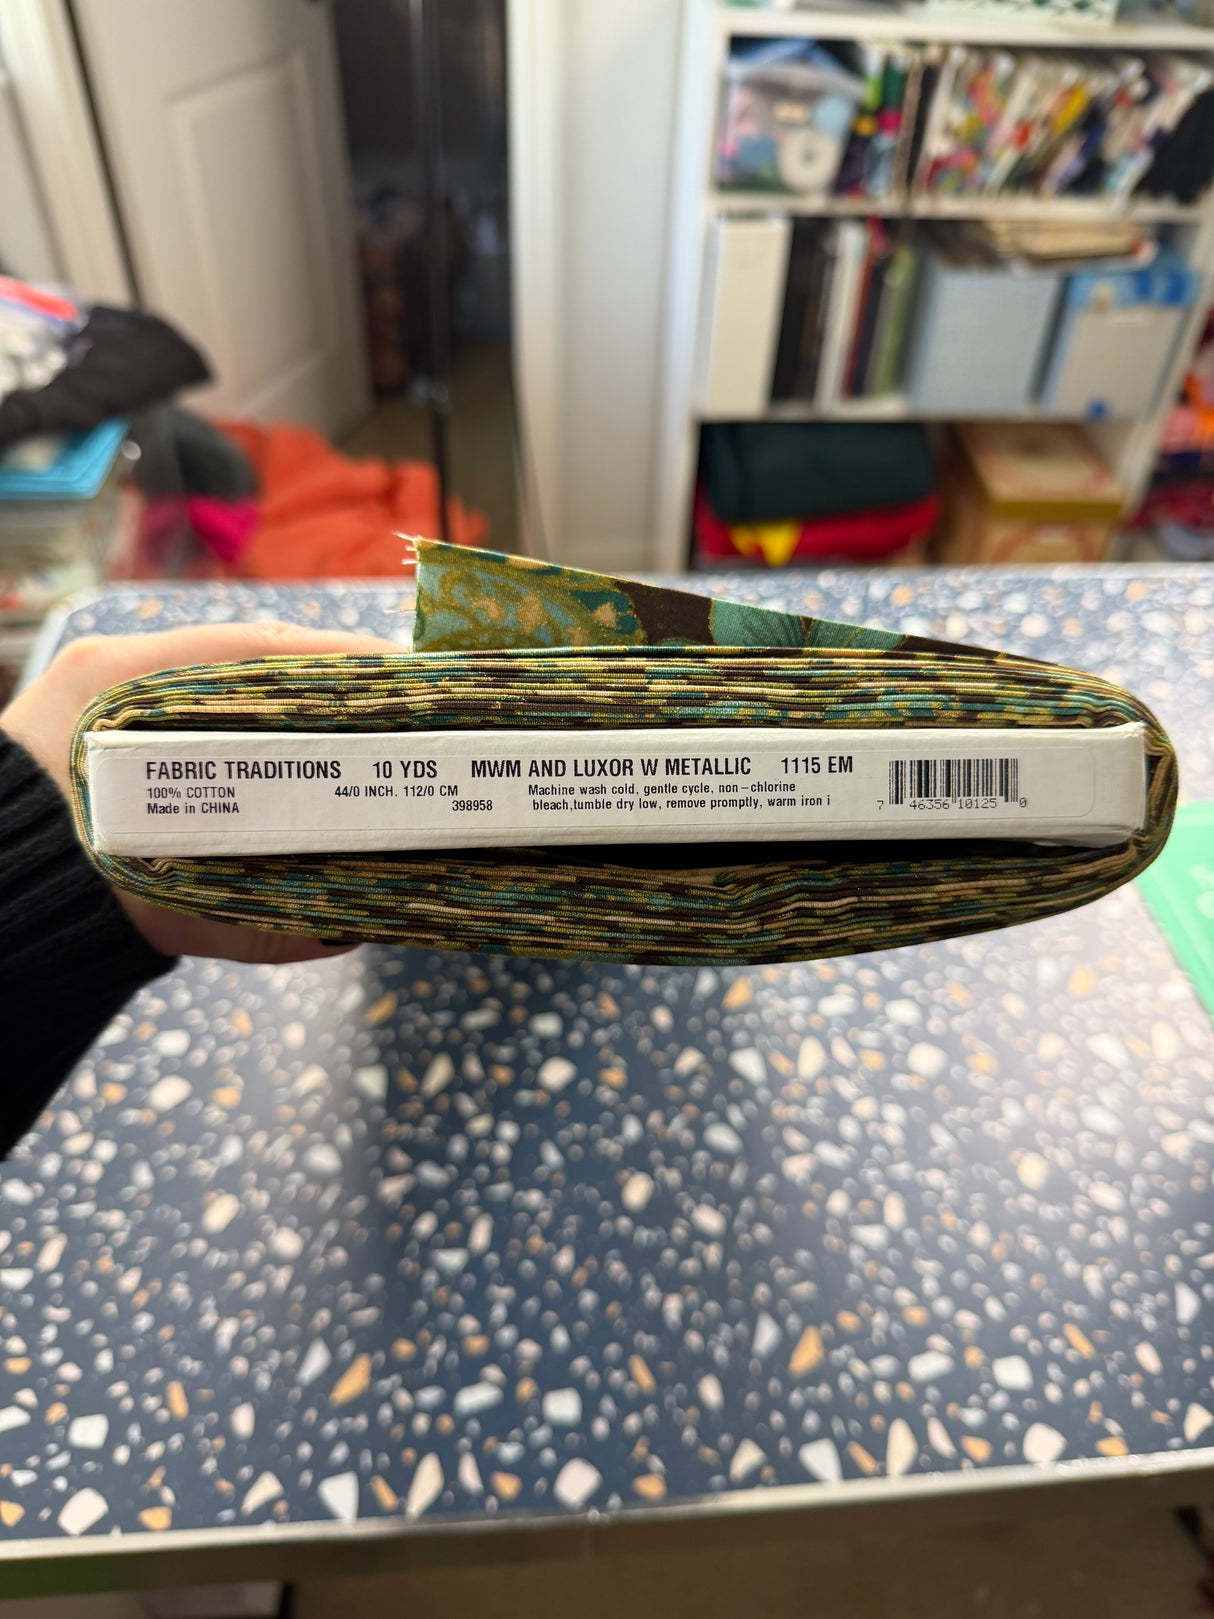 FABRIC TRADITIONS 10 YDS MWM AND LUXOR W METALLIC 1115 EM
100% COTTON 44/0 INCH. 112/0 CM Machine wash cold, gentle cycle, non-chlorine
Made in CHINA 398958 bleach,tumble dry low, remove promptly, warm iron i
7 46356 10125 0